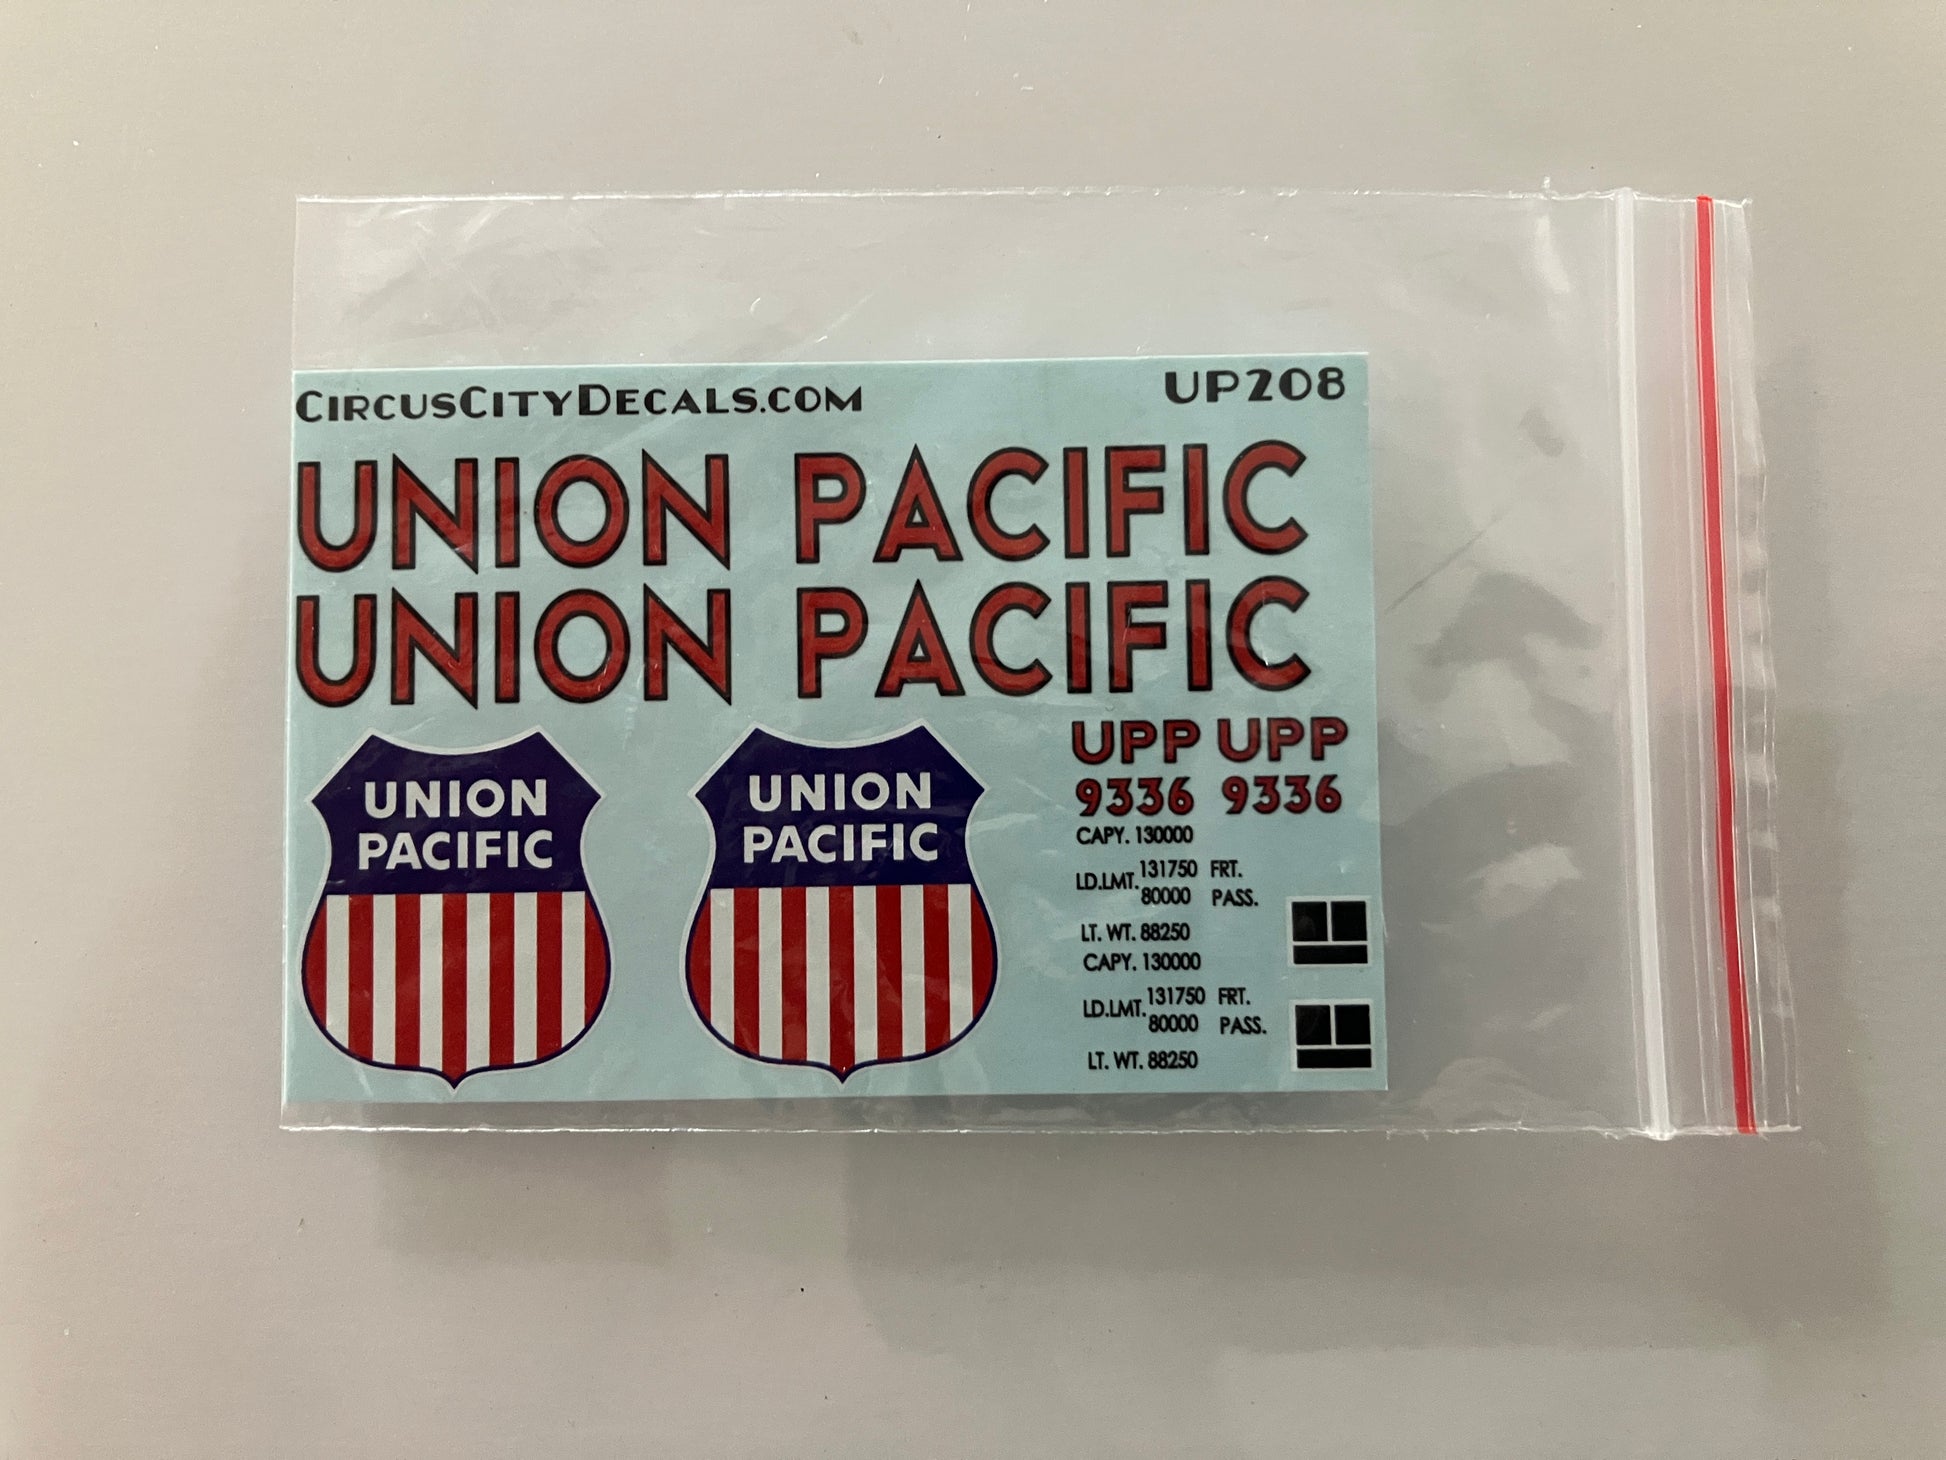 CIRCUSCITYDECALS.COM
UP208
UNION PACIFIC
UNION PACIFIC
UNION
PACIFIC
UNION
PACIFIC
UPP UPP
9336 9336
CAPY. 130000
LD.LMT. 131750 FRT.
80000 PASS.
LT. WT. 88250
CAPY. 130000
LD.LMT. 131750 FRT.
80000 PASS.
LT. WT. 88250